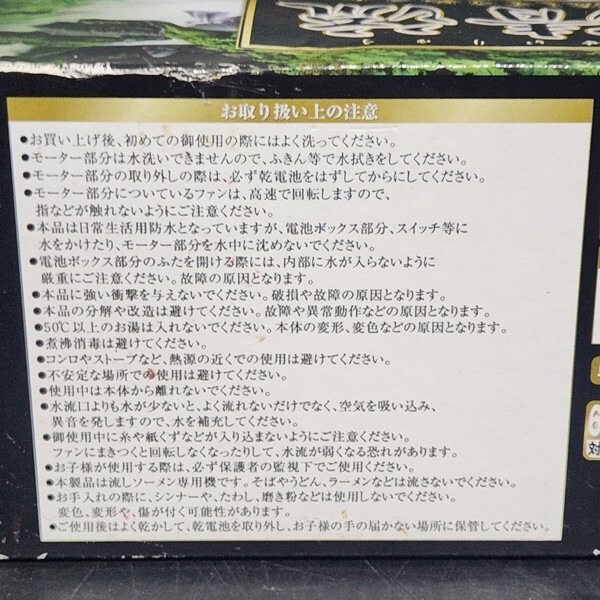 お取り扱い上の注意
●お買い上げ後、初めての御使用の際にはよく洗ってください。
●モーター部分は水洗いできませんので、ふきん等で水拭きをしてください。
●モーター部分の取り外しの際は、必ず乾電池をはずしてからにしてください。
●モーター部分についているファンは、高速で回転しますので、
指などが触れないようにご注意ください。
●本品は日常生活用防水となっていますが、電池ボックス部分、スイッチ等に
水をかけたり、モーター部分を水中に沈めないでください。
●電池ボックス部分のふたを開ける際には、内部に水が入らないように
厳重にご注意ください。故障の原因となります。
●本品に強い衝撃を与えないでください。破損や故障の原因となります。
●本品の分解や改造は避けてください。故障や異常動作などの原因となります。
●50℃以上のお湯は入れないでください。本体の変形、変色などの原因となります。
●煮沸消毒は避けてください。
●コンロやストーブなど、熱源の近くでの使用は避けてください。
●不安定な場所での使用は避けてください。
●使用中は本体から離れないでください。
●水流口よりも水が少ないと、よく流れないだけでなく、空気を吸い込み、
異音を発しますので、水を補充してください。
●御使用中に糸や紙くずなどが入り込まないようにご注意ください。
ファンにまきつくと回転しなくなったりして、水流が弱くなる恐れがあります。
●お子様が使用する際は、必ず保護者の監視下でご使用ください。
●本製品は流しソーメン専用機です。そばやうどん、ラーメンなどは流さないでください。
●お手入れの際に、シンナーや、たわし、磨き粉などは使用しないでください。
変色、変形や、傷が付く可能性があります。
●ご使用後はよく乾かして、乾電池を取り外し、お子様の手の届かない場所に保管してください。
対